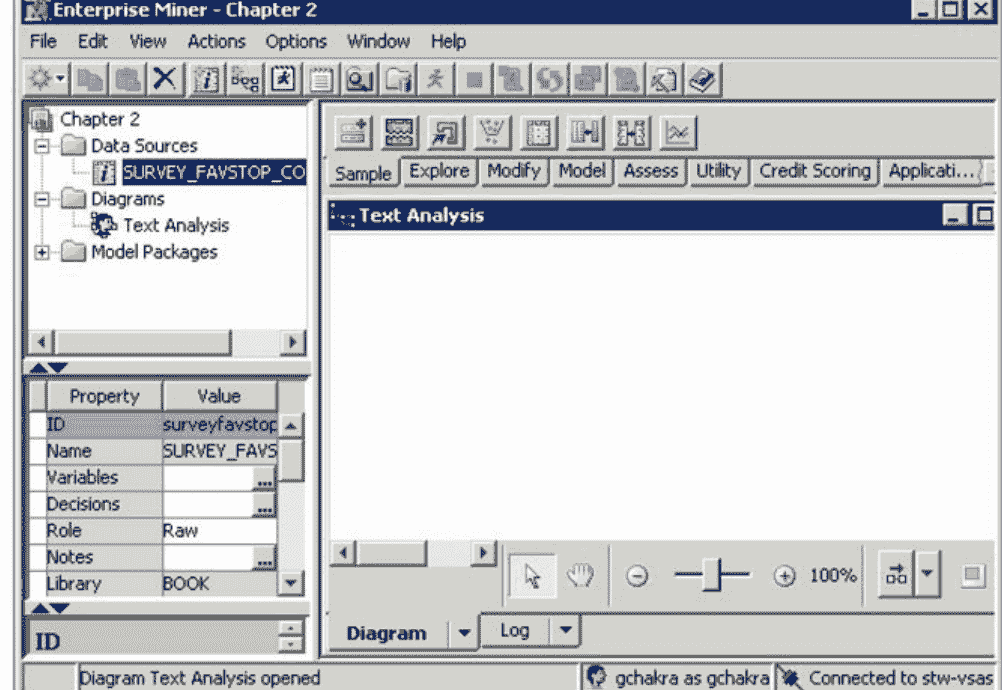 Enterprise Miner - Chapter 2
File Edit View Actions Options Window Help
Chapter 2
Data Sources
SURVEY_FAVSTOP_CO
Diagrams
Text Analysis
Model Packages
Sample Explore Modify Model Assess Utility Credit Scoring Applicati...
Text Analysis
Property Value
ID surveyfavstop
Name SURVEY_FAVS
Variables ...
Decisions ...
Role Raw
Notes ...
Library BOOK
ID
100%
Diagram Log
Diagram Text Analysis opened
gchakra as gchakra
Connected to stw-vsas